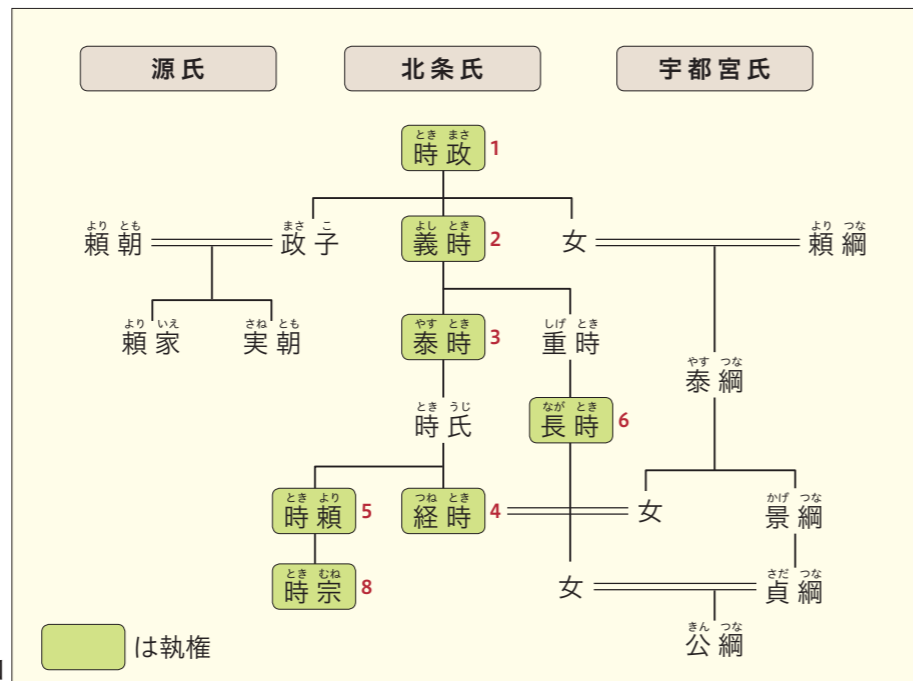 源氏 北条氏 宇都宮氏
とき まさ
時政 1
より とも まさ こ よし とき より つな
頼朝 政子 義時 2 女 頼綱
より いえ さね とも やす とき しげ とき
頼家 実朝 泰時 3 重時
やす つな
泰綱
とき うじ なが とき
時氏 長時 6
とき より つね とき かげ つな
時頼 5 経時 4 女 景綱
とき むね さだ つな
時宗 8 女 貞綱
きん つな
公綱
は執権